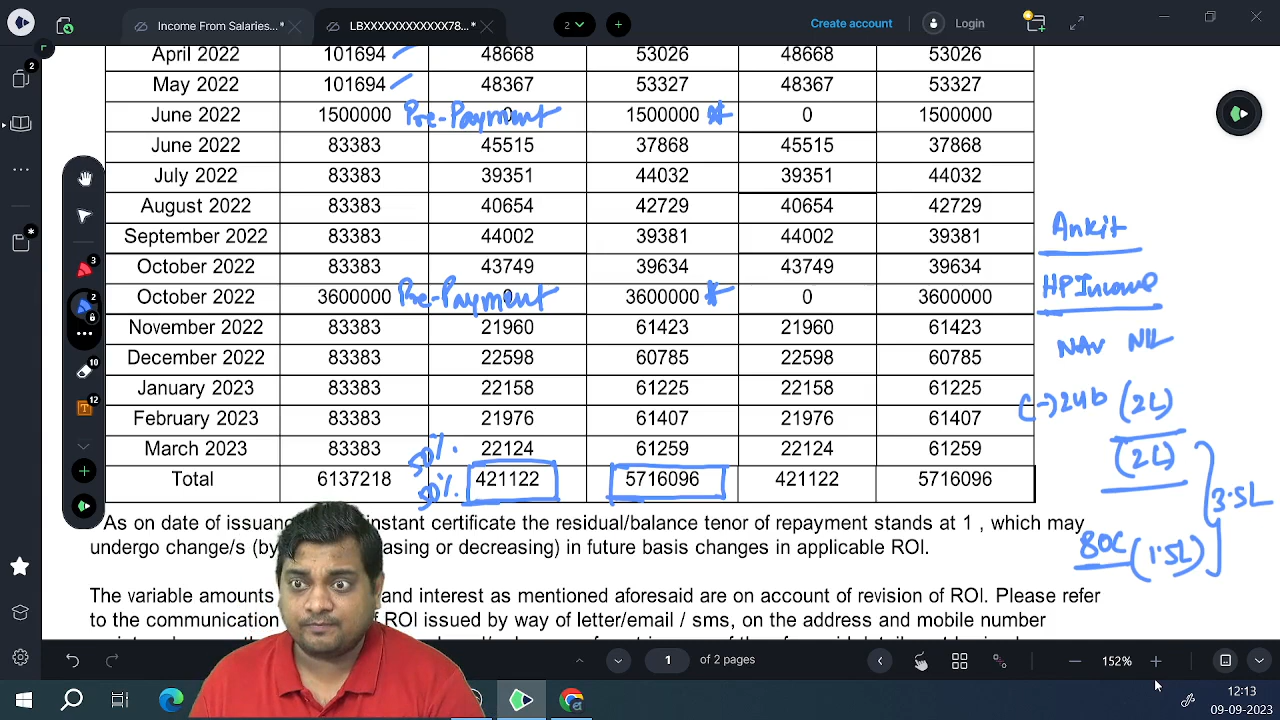 Income From Salaries...*
LBXXXXXXXXXXXX78...*
2
Create account
Login
April 2022 101694 48668 53026 48668 53026
May 2022 101694 48367 53327 48367 53327
June 2022 1500000 Pre-Payment 0 1500000 * 0 1500000
June 2022 83383 45515 37868 45515 37868
July 2022 83383 39351 44032 39351 44032
August 2022 83383 40654 42729 40654 42729
September 2022 83383 44002 39381 44002 39381
October 2022 83383 43749 39634 43749 39634
October 2022 3600000 Pre-Payment 0 3600000 * 0 3600000
November 2022 83383 21960 61423 21960 61423
December 2022 83383 22598 60785 22598 60785
January 2023 83383 22158 61225 22158 61225
February 2023 83383 21976 61407 21976 61407
March 2023 83383 50% 22124 61259 22124 61259
Total 6137218 50% 421122 5716096 421122 5716096
Ankit
HP Income
NAV NIL
(-) 24b (2L)
(2L)
3.5L
80C (1.5L)
As on date of issuan instant certificate the residual/balance tenor of repayment stands at 1 , which may
undergo change/s (by easing or decreasing) in future basis changes in applicable ROI.
The variable amounts and interest as mentioned aforesaid are on account of revision of ROI. Please refer
to the communication of ROI issued by way of letter/email / sms, on the address and mobile number
2
*
3
2
10
12
1 of 2 pages
152%
12:13
09-09-2023